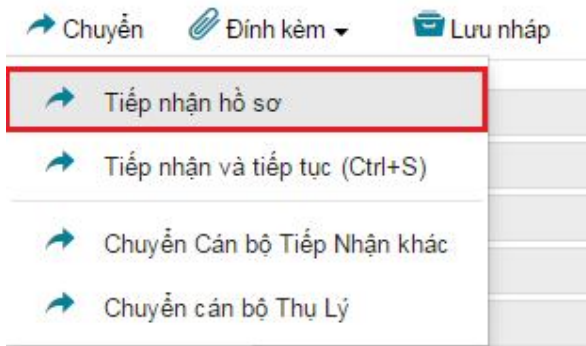 Chuyển Đính kèm Lưu nháp
Tiếp nhận hồ sơ
Tiếp nhận và tiếp tục (Ctrl+S)
Chuyển Cán bộ Tiếp Nhận khác
Chuyển cán bộ Thụ Lý